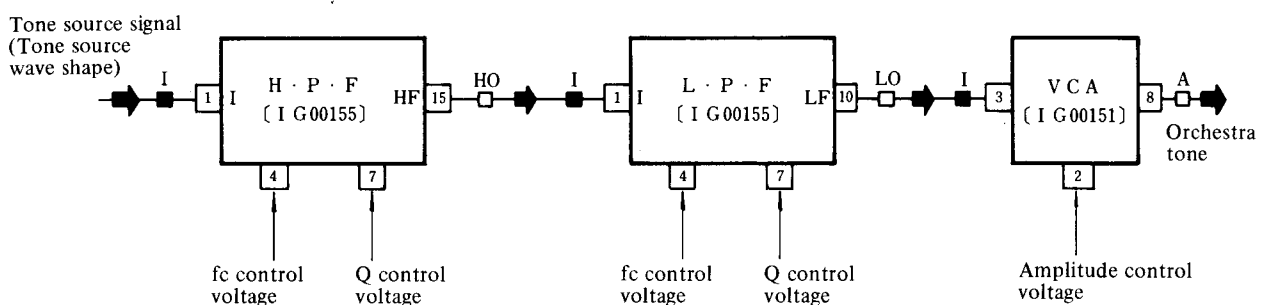 Tone source signal
(Tone source
wave shape)
I
1
I
H · P · F
[ I G00155 ]
HF
15
HO
4
7
fc control
voltage
Q control
voltage
I
1
I
L · P · F
[ I G00155 ]
LF
10
LO
4
7
fc control
voltage
Q control
voltage
I
3
V C A
[ I G00151 ]
8
A
Orchestra
tone
2
Amplitude control
voltage